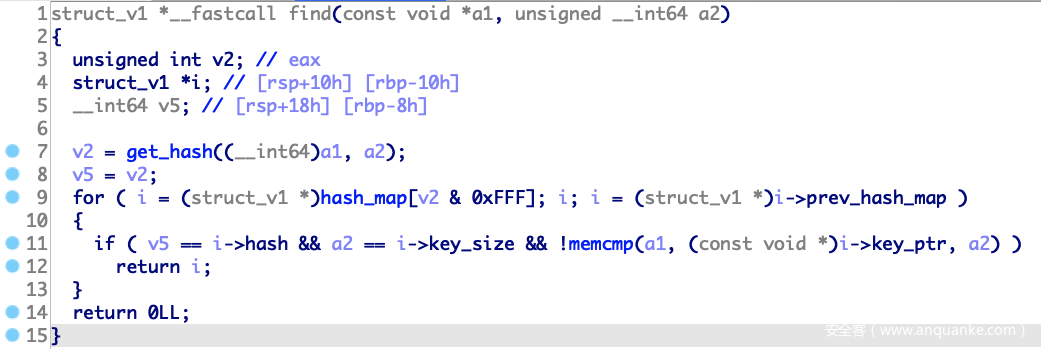 1 struct_v1 *__fastcall find(const void *a1, unsigned __int64 a2)
2 {
3 unsigned int v2; // eax
4 struct_v1 *i; // [rsp+10h] [rbp-10h]
5 __int64 v5; // [rsp+18h] [rbp-8h]
6
7 v2 = get_hash((__int64)a1, a2);
8 v5 = v2;
9 for ( i = (struct_v1 *)hash_map[v2 & 0xFFF]; i; i = (struct_v1 *)i->prev_hash_map )
10 {
11 if ( v5 == i->hash && a2 == i->key_size && !memcmp(a1, (const void *)i->key_ptr, a2) )
12 return i;
13 }
14 return 0LL;
15 }
安全客（www.anquanke.com）